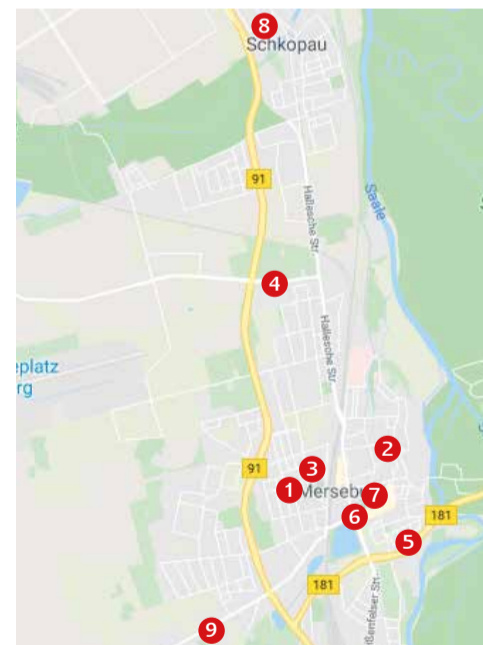 8
Schkopau
91
Hallesche Str.
Saale
4
Hallesche Str
eplatz
rg
2
91
3
1
Mersebu
7
6
181
5
181
ißenfelser Str.
9